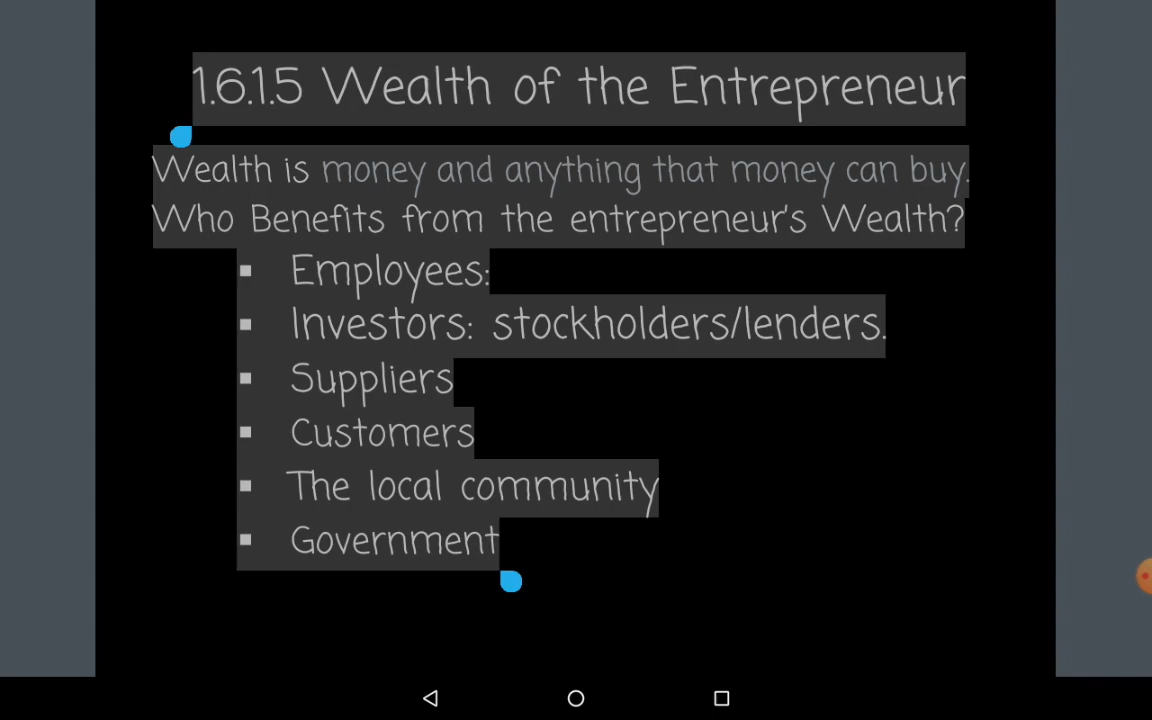 1.6.1.5 Wealth of the Entrepreneur
Wealth is money and anything that money can buy.
Who Benefits from the entrepreneur's Wealth?
▪ Employees:
▪ Investors: stockholders/lenders.
▪ Suppliers
▪ Customers
▪ The local community
▪ Government